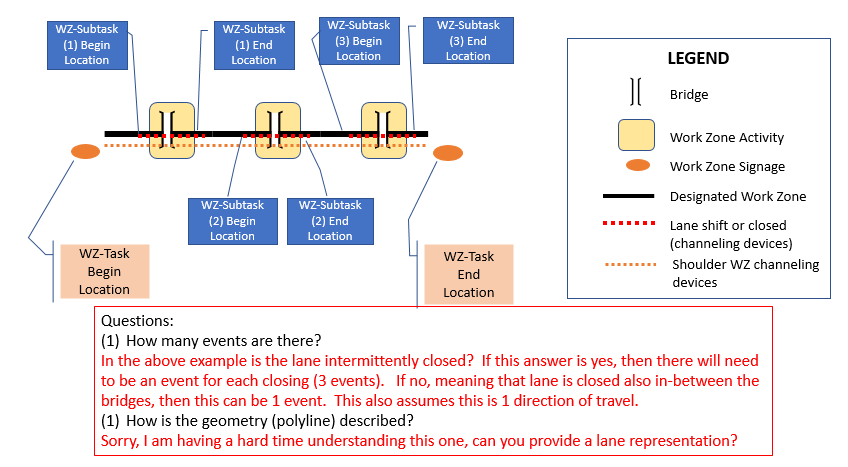 WZ-Subtask
(1) Begin
Location
WZ-Subtask
(1) End
Location
WZ-Subtask
(3) Begin
Location
WZ-Subtask
(3) End
Location
WZ-Subtask
(2) Begin
Location
WZ-Subtask
(2) End
Location
WZ-Task
Begin
Location
WZ-Task
End
Location
LEGEND
Bridge
Work Zone Activity
Work Zone Signage
Designated Work Zone
Lane shift or closed
(channeling devices)
Shoulder WZ channeling
devices
Questions:
(1) How many events are there?
In the above example is the lane intermittently closed? If this answer is yes, then there will need
to be an event for each closing (3 events). If no, meaning that lane is closed also in-between the
bridges, then this can be 1 event. This also assumes this is 1 direction of travel.
(1) How is the geometry (polyline) described?
Sorry, I am having a hard time understanding this one, can you provide a lane representation?